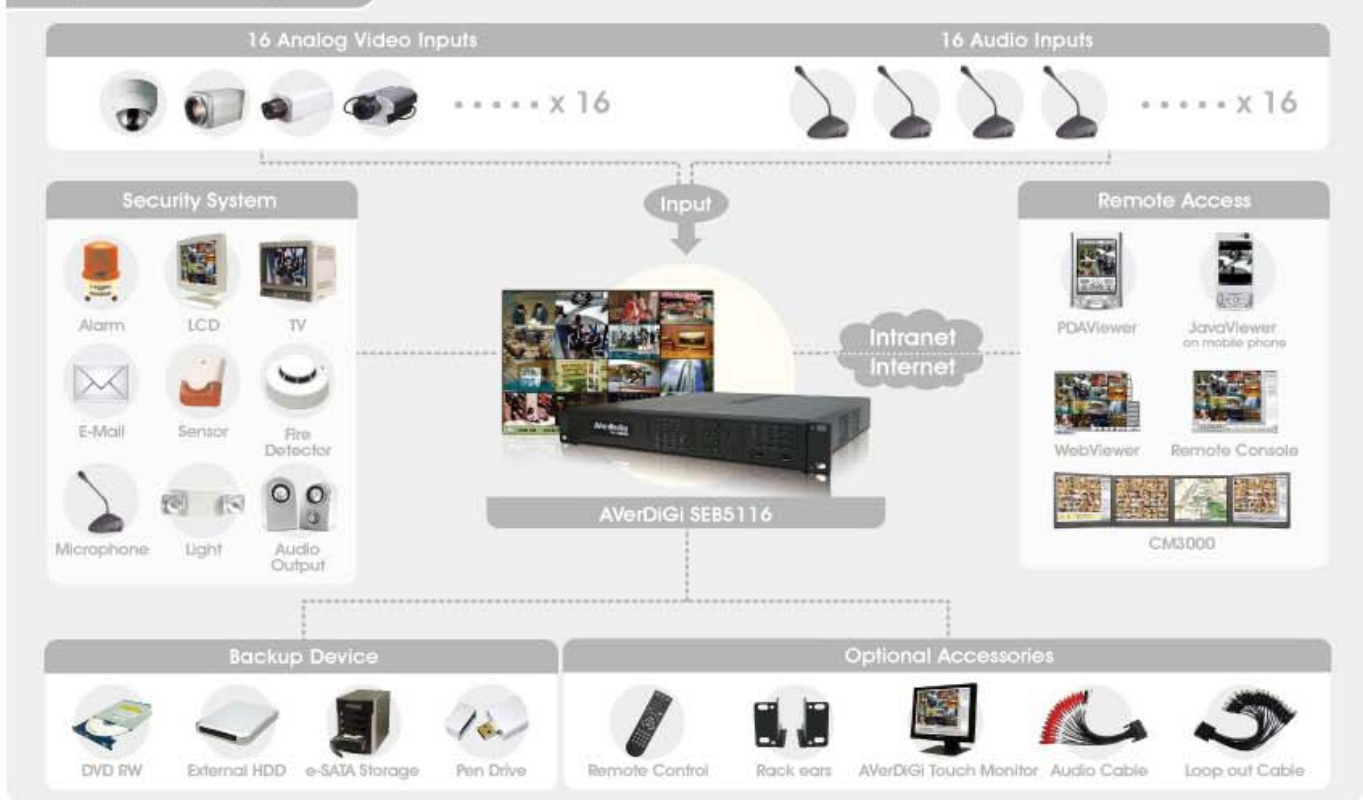 16 Analog Video Inputs
16 Audio Inputs
····· x 16
····· x 16
Input
Security System
Alarm
LCD
TV
E-Mail
Sensor
Fire
Detector
Microphone
Light
Audio
Output
AVerMedia
AVerDiGi SEB5116
Intranet
Internet
Remote Access
PDAViewer
JavaViewer
on mobile phone
WebViewer
Remote Console
CM3000
Backup Device
DVD RW
External HDD
e-SATA Storage
Pen Drive
Optional Accessories
Remote Control
Rack ears
AVerDiGi Touch Monitor
Audio Cable
Loop out Cable